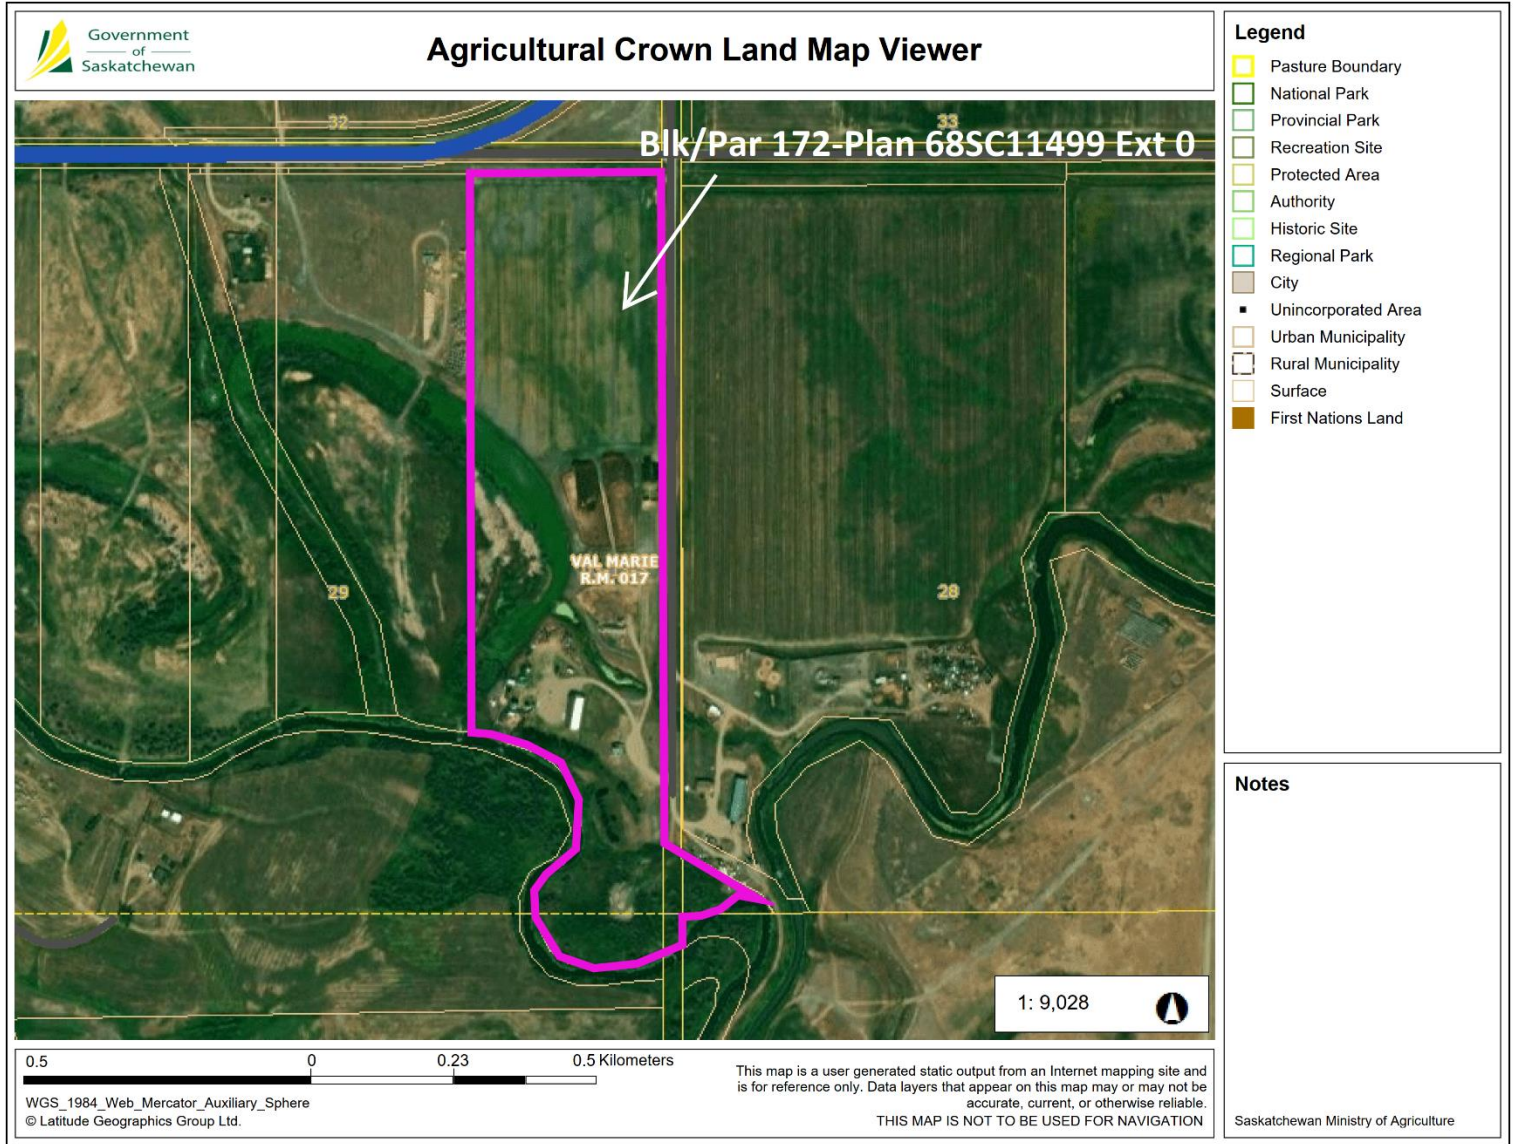 Government
of
Saskatchewan
Agricultural Crown Land Map Viewer
32
33
Blk/Par 172-Plan 68SC11499 Ext 0
VAL MARIE
R.M. 017
29
28
1: 9,028
0.5
0
0.23
0.5 Kilometers
WGS_1984_Web_Mercator_Auxiliary_Sphere
© Latitude Geographics Group Ltd.
This map is a user generated static output from an Internet mapping site and
is for reference only. Data layers that appear on this map may or may not be
accurate, current, or otherwise reliable.
THIS MAP IS NOT TO BE USED FOR NAVIGATION
Legend
Pasture Boundary
National Park
Provincial Park
Recreation Site
Protected Area
Authority
Historic Site
Regional Park
City
Unincorporated Area
Urban Municipality
Rural Municipality
Surface
First Nations Land
Notes
Saskatchewan Ministry of Agriculture